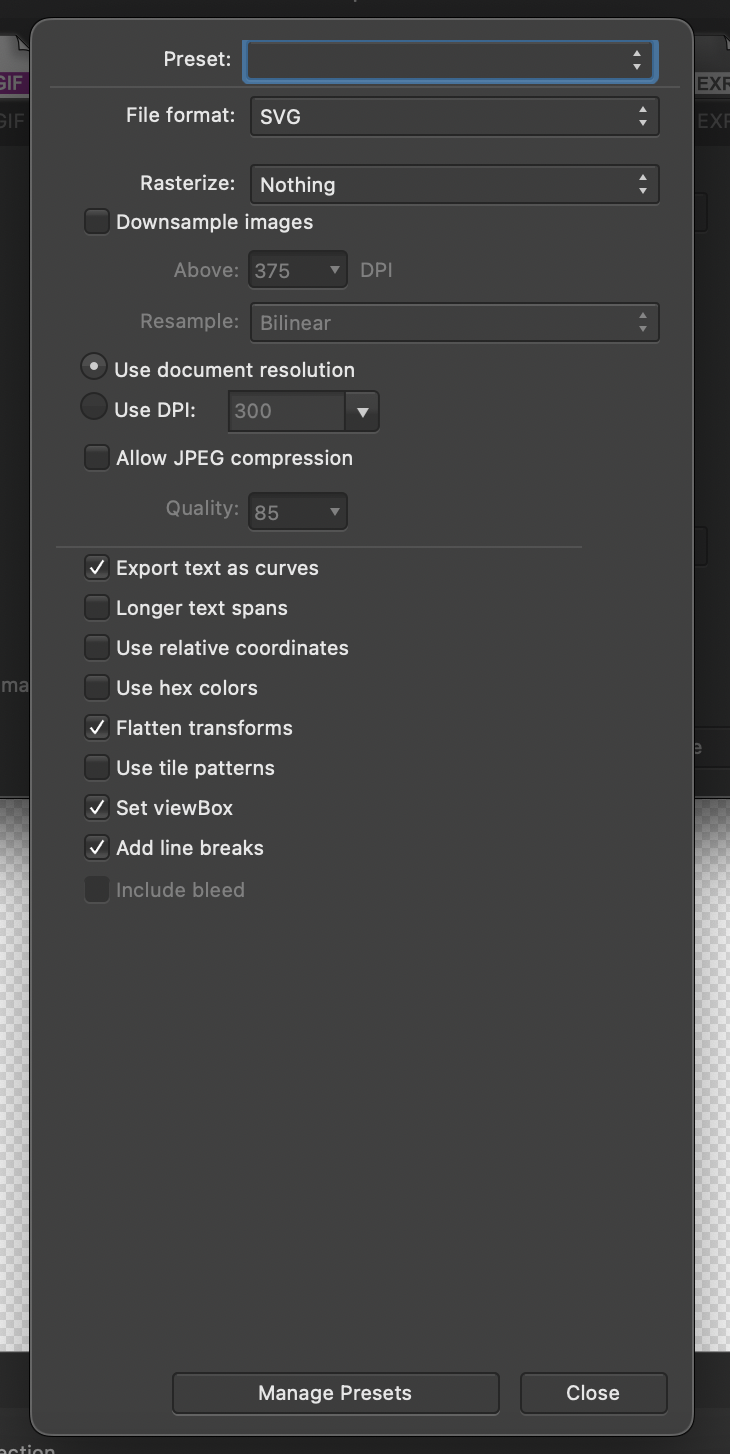 Preset:
GIF
EXR
File format: SVG
GIF
EXR
Rasterize: Nothing
Downsample images
Above: 375 DPI
Resample: Bilinear
Use document resolution
Use DPI: 300
Allow JPEG compression
Quality: 85
Export text as curves
Longer text spans
Use relative coordinates
Use hex colors
ma
Flatten transforms
e
Use tile patterns
Set viewBox
Add line breaks
Include bleed
Manage Presets Close
ection